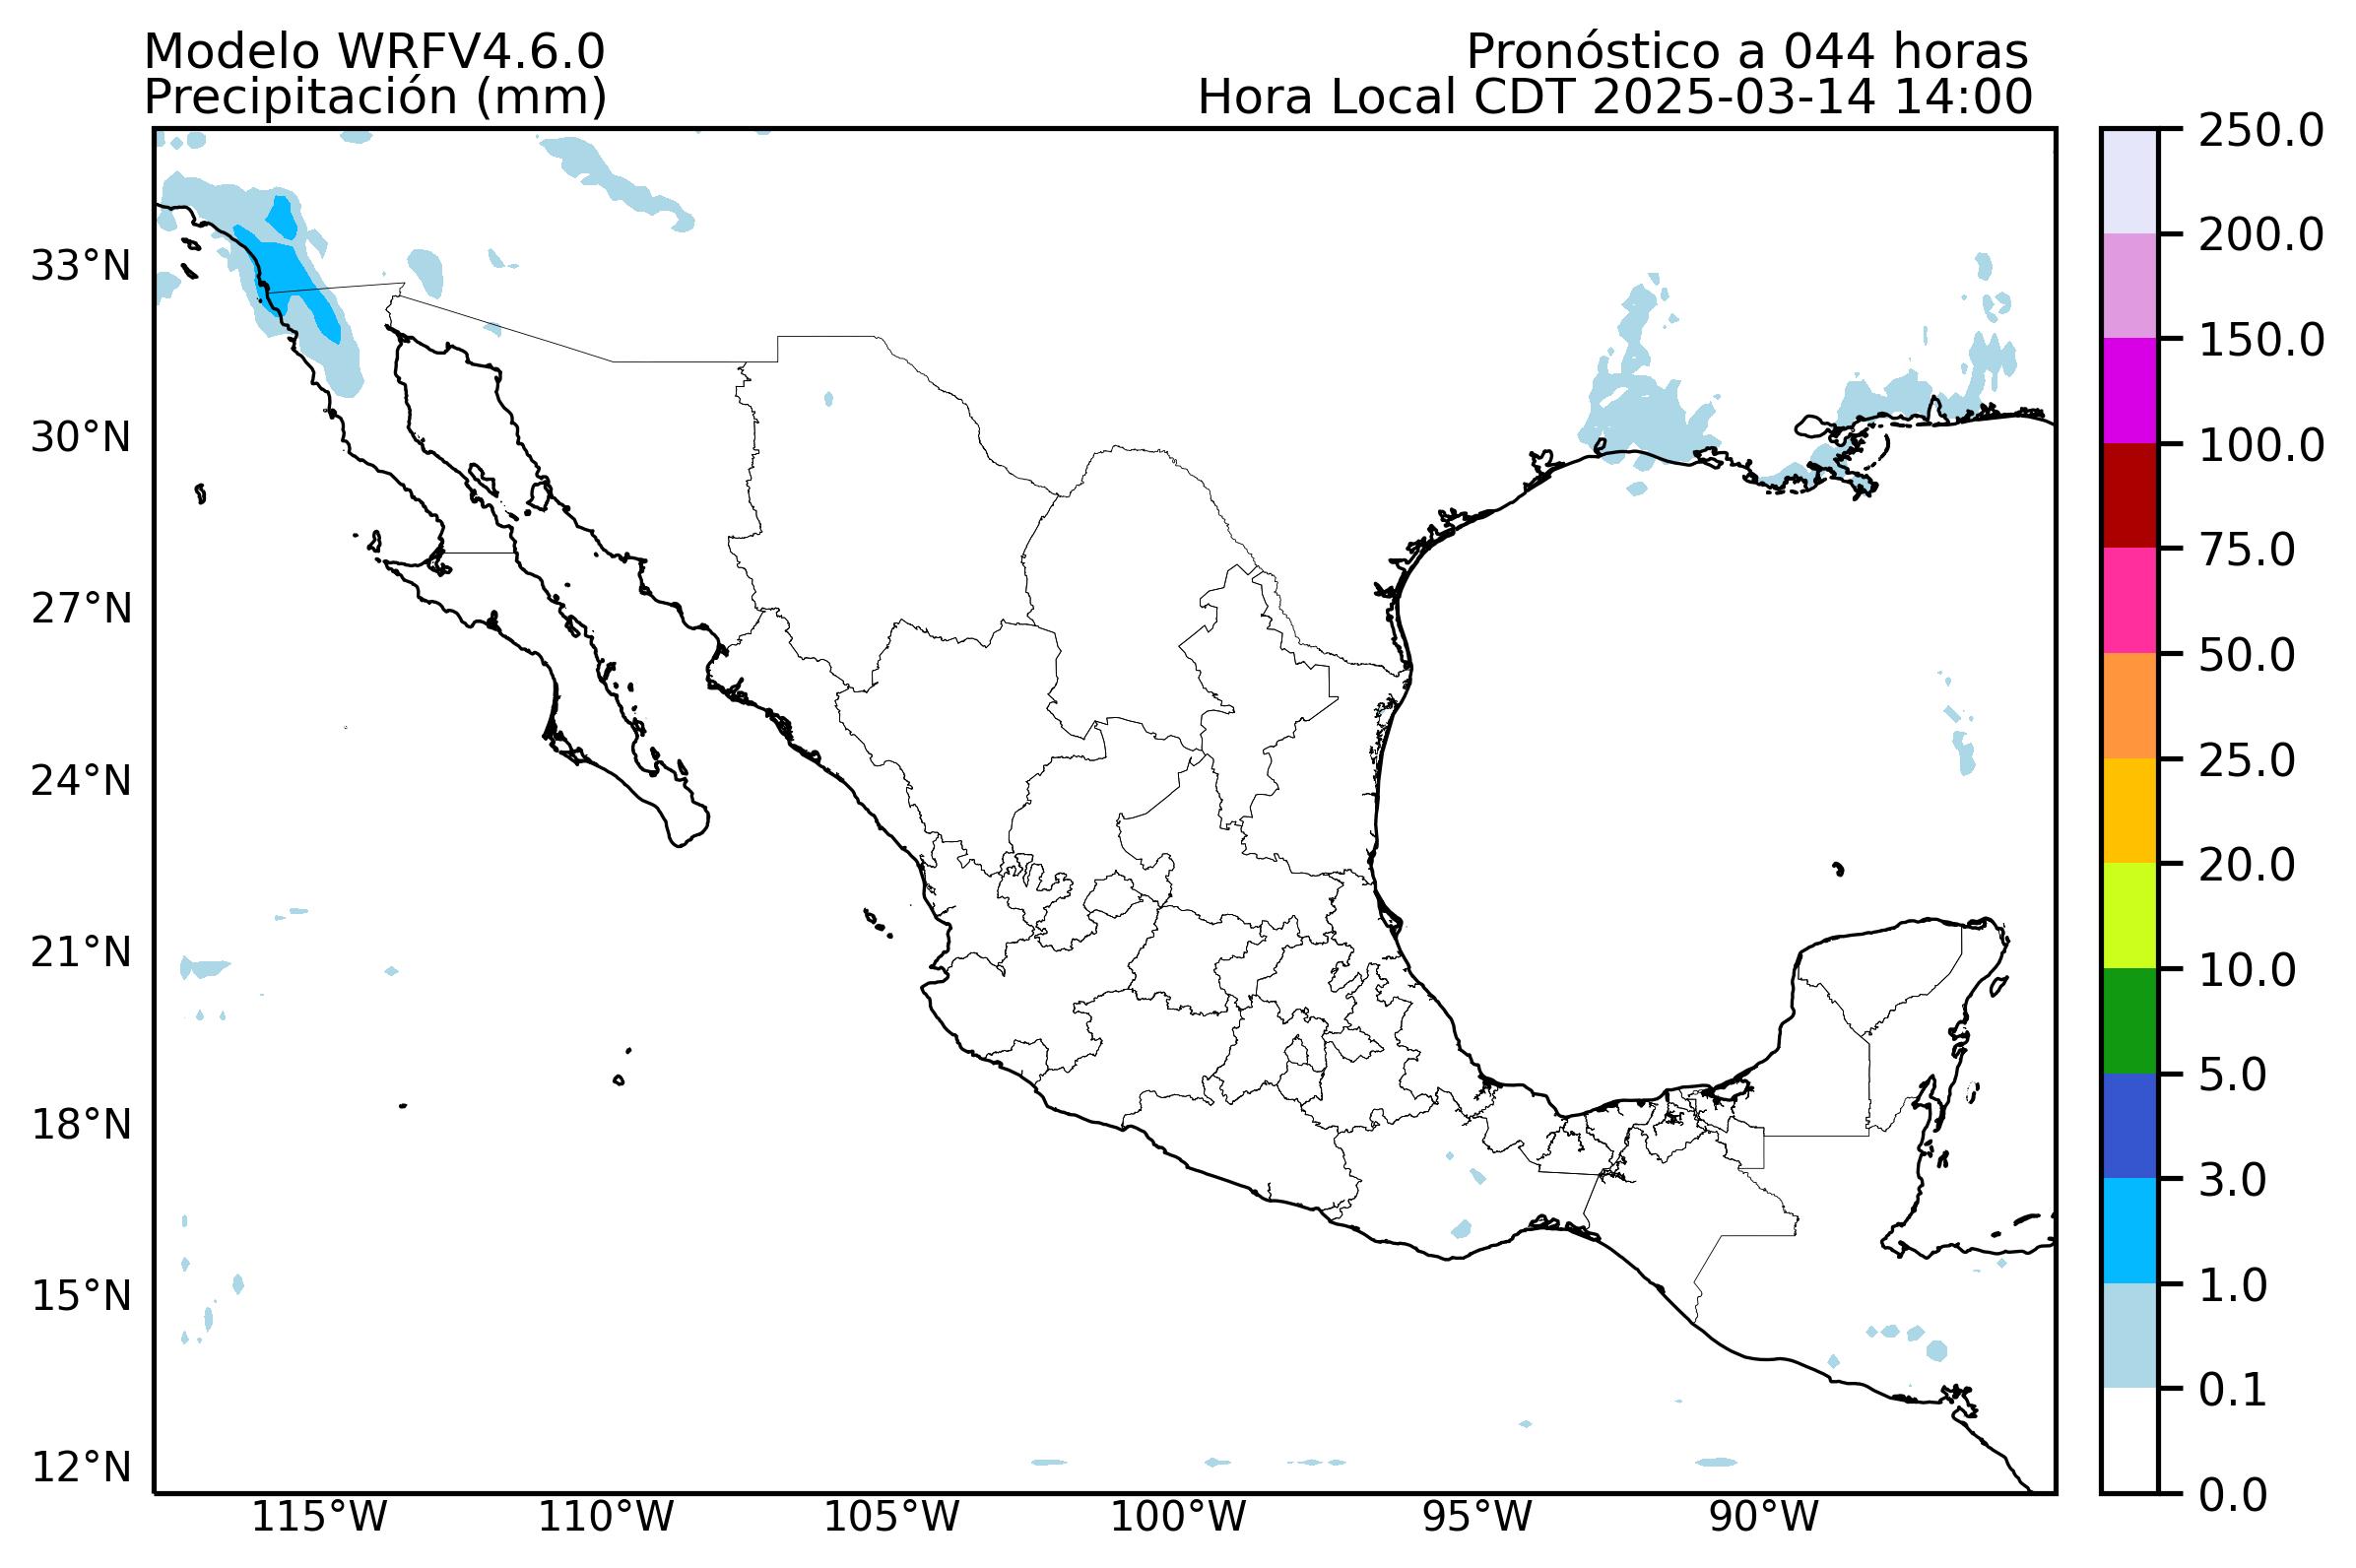 Modelo WRFV4.6.0
Pronóstico a 044 horas
Precipitación (mm)
Hora Local CDT 2025-03-14 14:00
33°N
30°N
27°N
24°N
21°N
18°N
15°N
12°N
115°W
110°W
105°W
100°W
95°W
90°W
250.0
200.0
150.0
100.0
75.0
50.0
25.0
20.0
10.0
5.0
3.0
1.0
0.1
0.0